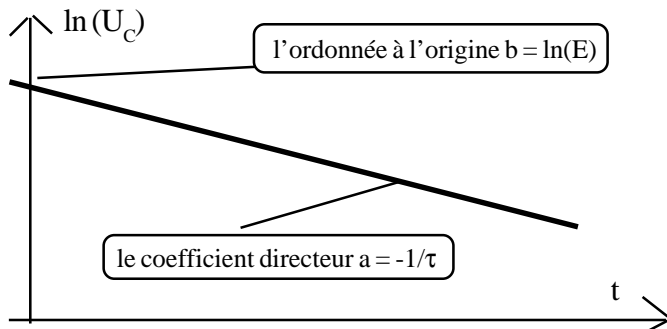 ln (U_C)
l'ordonnée à l'origine b = ln(E)
le coefficient directeur a = -1/τ
t